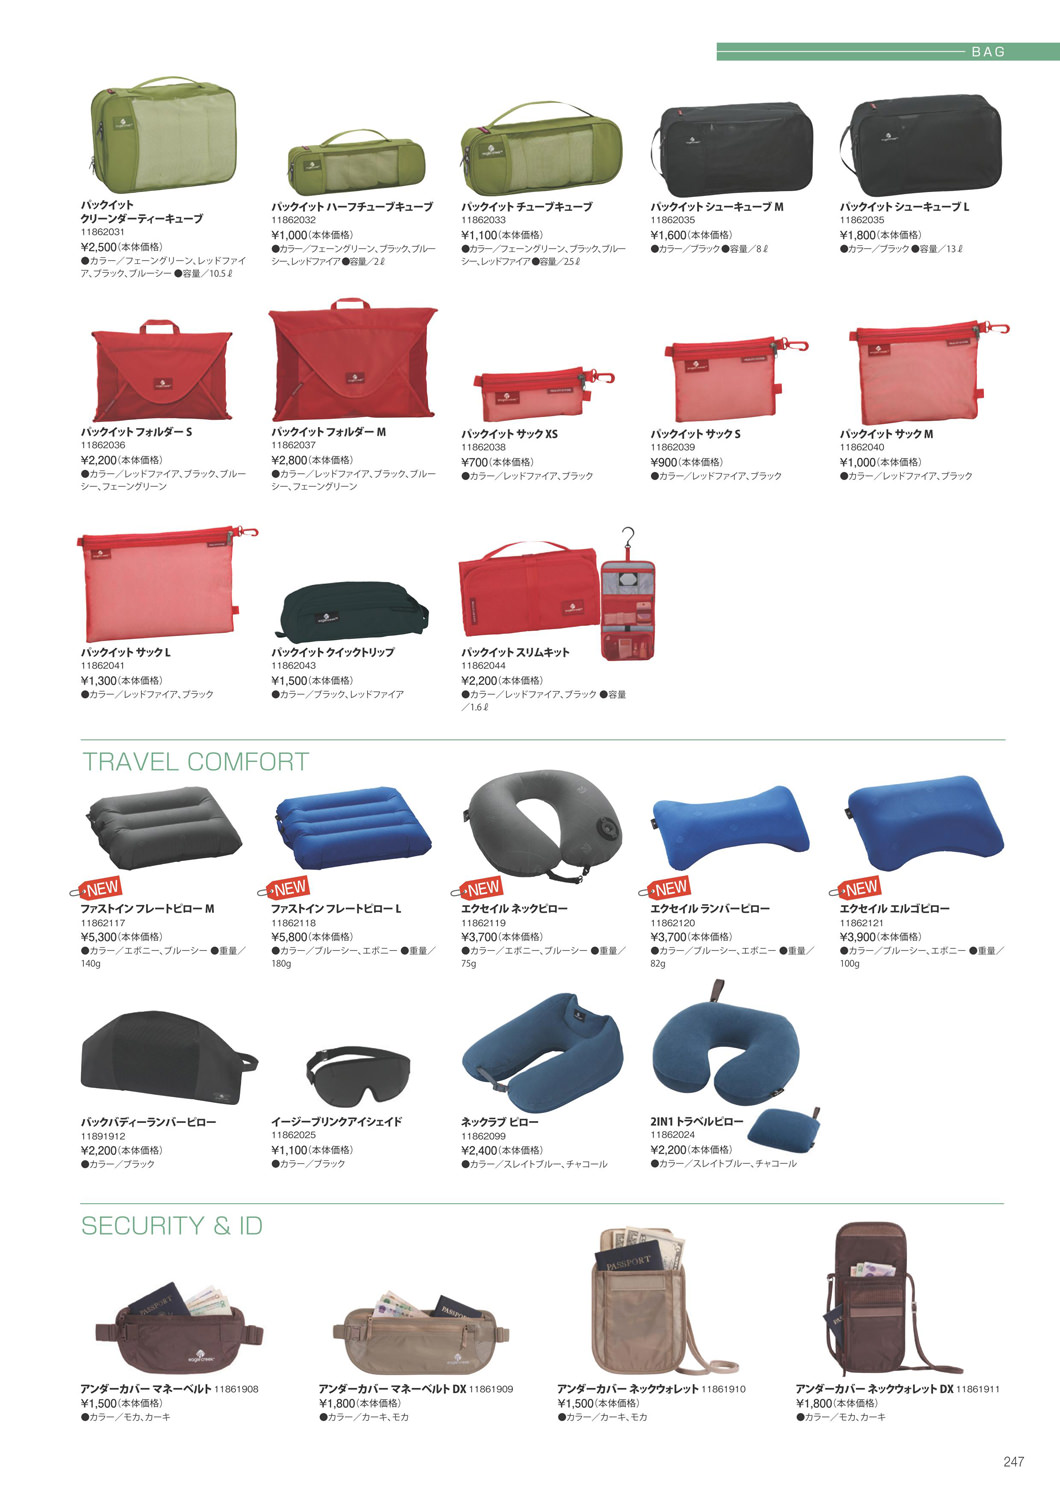 BAG
パックイット
クリーンダーティーキューブ
11862031
¥2,500(本体価格)
●カラー／フェーングリーン、レッドファイ
ア、ブラック、ブルーシー ●容量／10.5ℓ
パックイット ハーフチューブキューブ
11862032
¥1,000(本体価格)
●カラー／フェーングリーン、ブラック、ブルー
シー、レッドファイア●容量／2ℓ
パックイット チューブキューブ
11862033
¥1,100(本体価格)
●カラー／フェーングリーン、ブラック、ブルー
シー、レッドファイア●容量／2.5ℓ
パックイット シューキューブ M
11862035
¥1,600(本体価格)
●カラー／ブラック ●容量／8ℓ
パックイット シューキューブ L
11862035
¥1,800(本体価格)
●カラー／ブラック ●容量／13ℓ
パックイット フォルダー S
11862036
¥2,200(本体価格)
●カラー／レッドファイア、ブラック、ブルー
シー、フェーングリーン
パックイット フォルダー M
11862037
¥2,800(本体価格)
●カラー／レッドファイア、ブラック、ブルー
シー、フェーングリーン
パックイット サック XS
11862038
¥700(本体価格)
●カラー／レッドファイア、ブラック
パックイット サック S
11862039
¥900(本体価格)
●カラー／レッドファイア、ブラック
パックイット サック M
11862040
¥1,000(本体価格)
●カラー／レッドファイア、ブラック
パックイット サック L
11862041
¥1,300(本体価格)
●カラー／レッドファイア、ブラック
パックイット クイックトリップ
11862043
¥1,500(本体価格)
●カラー／ブラック、レッドファイア
パックイット スリムキット
11862044
¥2,200(本体価格)
●カラー／レッドファイア、ブラック ●容量
／1.6ℓ
TRAVEL COMFORT
NEW
ファストイン フレートピロー M
11862117
¥5,300(本体価格)
●カラー／エボニー、ブルーシー ●重量／
140g
NEW
ファストイン フレートピロー L
11862118
¥5,800(本体価格)
●カラー／ブルーシー、エボニー ●重量／
180g
NEW
エクセイル ネックピロー
11862119
¥3,700(本体価格)
●カラー／エボニー、ブルーシー ●重量／
75g
NEW
エクセイル ランバーピロー
11862120
¥3,700(本体価格)
●カラー／ブルーシー、エボニー ●重量／
82g
NEW
エクセイル エルゴピロー
11862121
¥3,900(本体価格)
●カラー／ブルーシー、エボニー ●重量／
100g
バックバディーランバーピロー
11891912
¥2,200(本体価格)
●カラー／ブラック
イージーブリンクアイシェイド
11862025
¥1,100(本体価格)
●カラー／ブラック
ネックラブ ピロー
11862099
¥2,400(本体価格)
●カラー／スレイトブルー、チャコール
2IN1 トラベルピロー
11862024
¥2,200(本体価格)
●カラー／スレイトブルー、チャコール
SECURITY & ID
PASSPORT
eagle creek
アンダーカバー マネーベルト 11861908
¥1,500(本体価格)
●カラー／モカ、カーキ
PASSPORT
eagle creek
アンダーカバー マネーベルト DX 11861909
¥1,800(本体価格)
●カラー／カーキ、モカ
PASSPORT
アンダーカバー ネックウォレット 11861910
¥1,500(本体価格)
●カラー／カーキ、モカ
アンダーカバー ネックウォレット DX 11861911
¥1,800(本体価格)
●カラー／モカ、カーキ
247